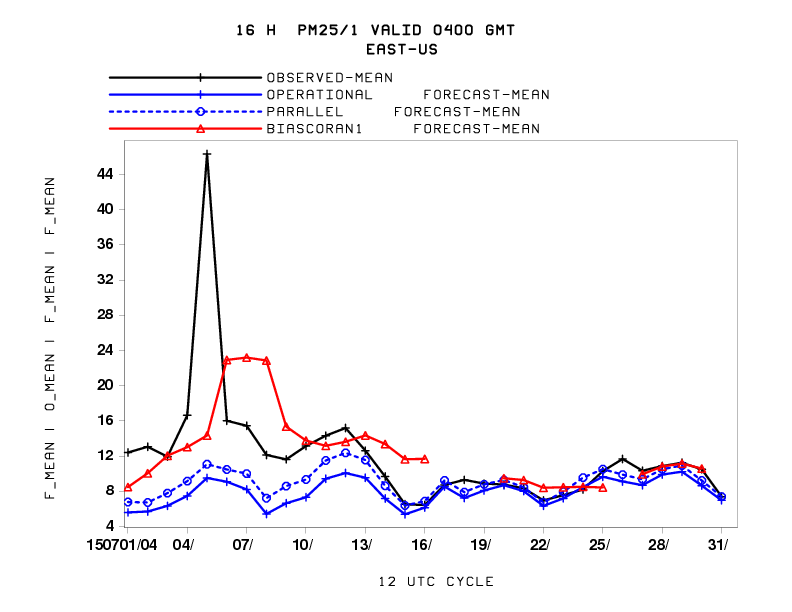 16 H PM25/1 VALID 0400 GMT
EAST-US
OBSERVED-MEAN
OPERATIONAL FORECAST-MEAN
PARALLEL FORECAST-MEAN
BIASCORAN1 FORECAST-MEAN
F_MEAN | O_MEAN | F_MEAN | F_MEAN
44
40
36
32
28
24
20
16
12
8
4
150701/04 04/ 07/ 10/ 13/ 16/ 19/ 22/ 25/ 28/ 31/
12 UTC CYCLE